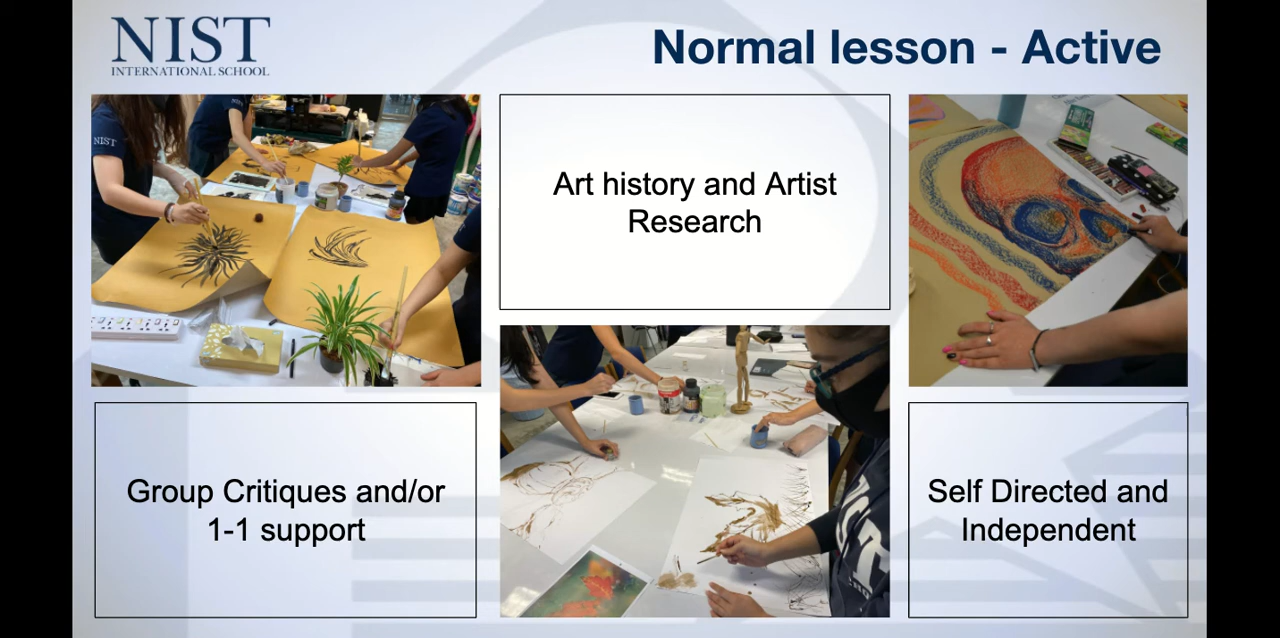 NIST
INTERNATIONAL SCHOOL
Normal lesson - Active
NIST
Art history and Artist
Research
Group Critiques and/or
1-1 support
Self Directed and
Independent